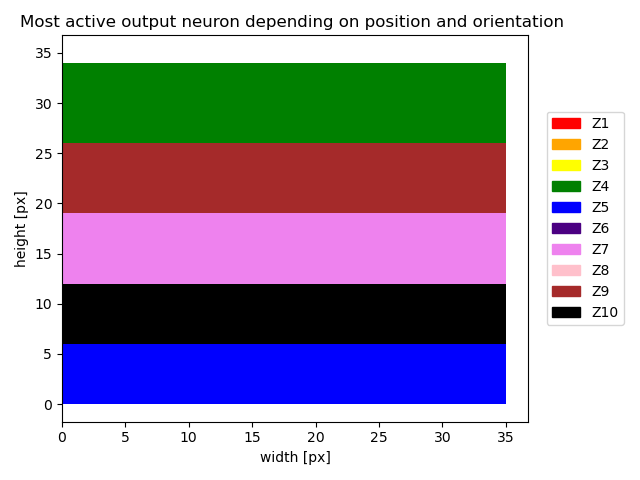 Most active output neuron depending on position and orientation
35
30
25
20
15
10
5
0
height [px]
0 5 10 15 20 25 30 35
width [px]
Z1
Z2
Z3
Z4
Z5
Z6
Z7
Z8
Z9
Z10